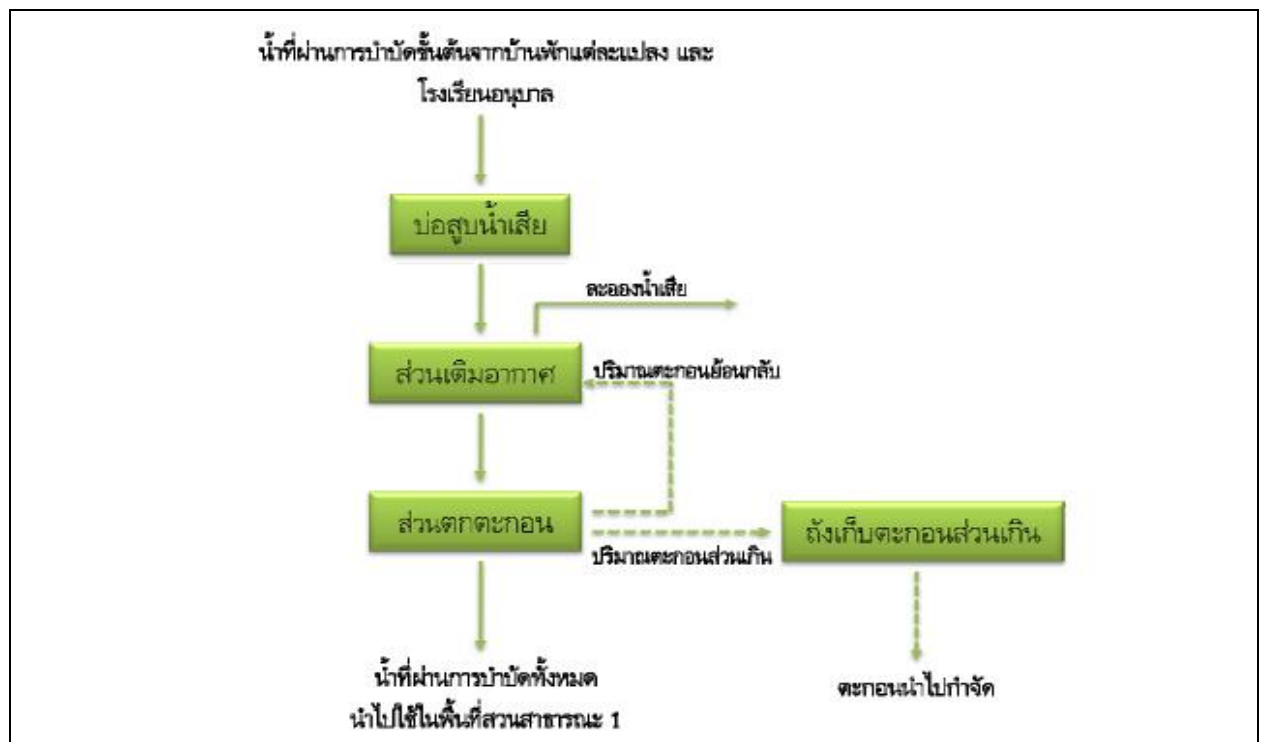 น้ำที่ผ่านการบำบัดขั้นต้นจากบ้านพักแต่ละแปลง และ
โรงเรียนอนุบาล
บ่อสูบน้ำเสีย
ละอองน้ำเสีย
ส่วนเติมอากาศ
ปริมาณตะกอนย้อนกลับ
ส่วนตกตะกอน
ถังเก็บตะกอนส่วนเกิน
ปริมาณตะกอนส่วนเกิน
น้ำที่ผ่านการบำบัดทั้งหมด
นำไปใช้ในพื้นที่สวนสาธารณะ 1
ตะกอนนำไปกำจัด